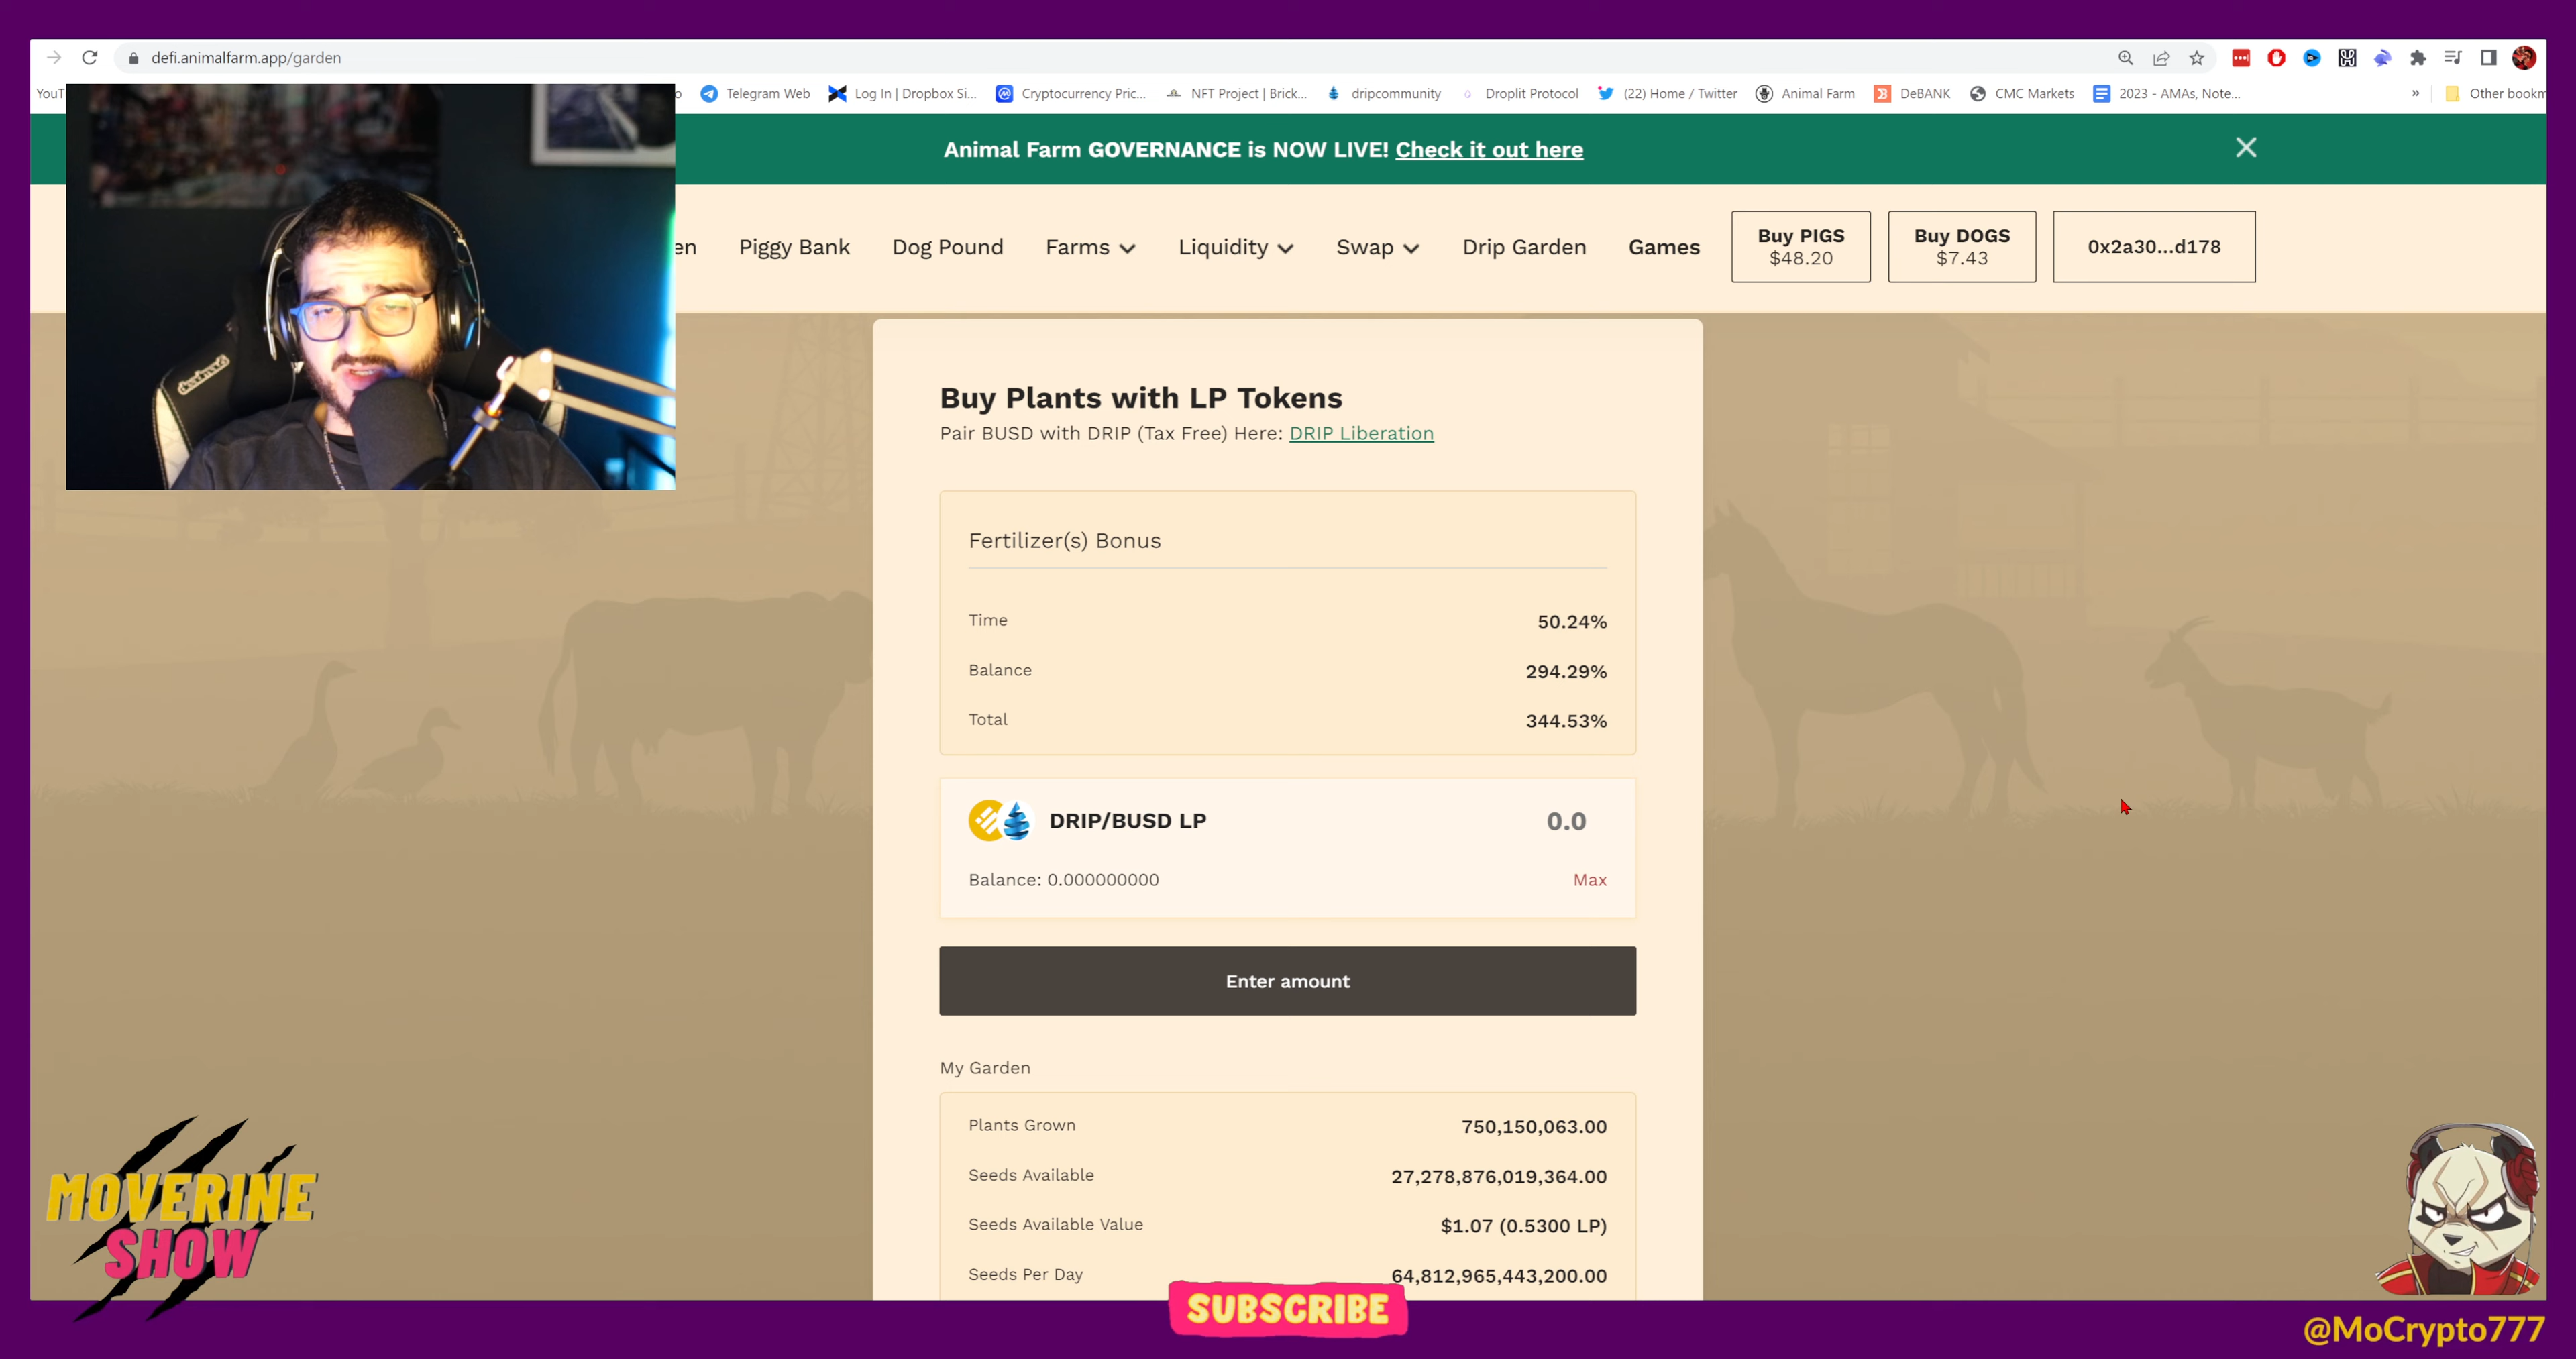 defi.animalfarm.app/garden
YouT
Telegram Web
Log In | Dropbox Si...
Cryptocurrency Pric...
NFT Project | Brick...
dripcommunity
Droplit Protocol
(22) Home / Twitter
Animal Farm
DeBANK
CMC Markets
2023 - AMAs, Note...
»
Other bookm
Animal Farm GOVERNANCE is NOW LIVE! Check it out here
en
Piggy Bank
Dog Pound
Farms
Liquidity
Swap
Drip Garden
Games
Buy PIGS
$48.20
Buy DOGS
$7.43
0x2a30...d178
Buy Plants with LP Tokens
Pair BUSD with DRIP (Tax Free) Here: DRIP Liberation
Fertilizer(s) Bonus
Time 50.24%
Balance 294.29%
Total 344.53%
DRIP/BUSD LP 0.0
Balance: 0.000000000 Max
Enter amount
My Garden
Plants Grown 750,150,063.00
Seeds Available 27,278,876,019,364.00
Seeds Available Value $1.07 (0.5300 LP)
Seeds Per Day 64,812,965,443,200.00
MOVERINE
SHOW
SUBSCRIBE
@MoCrypto777